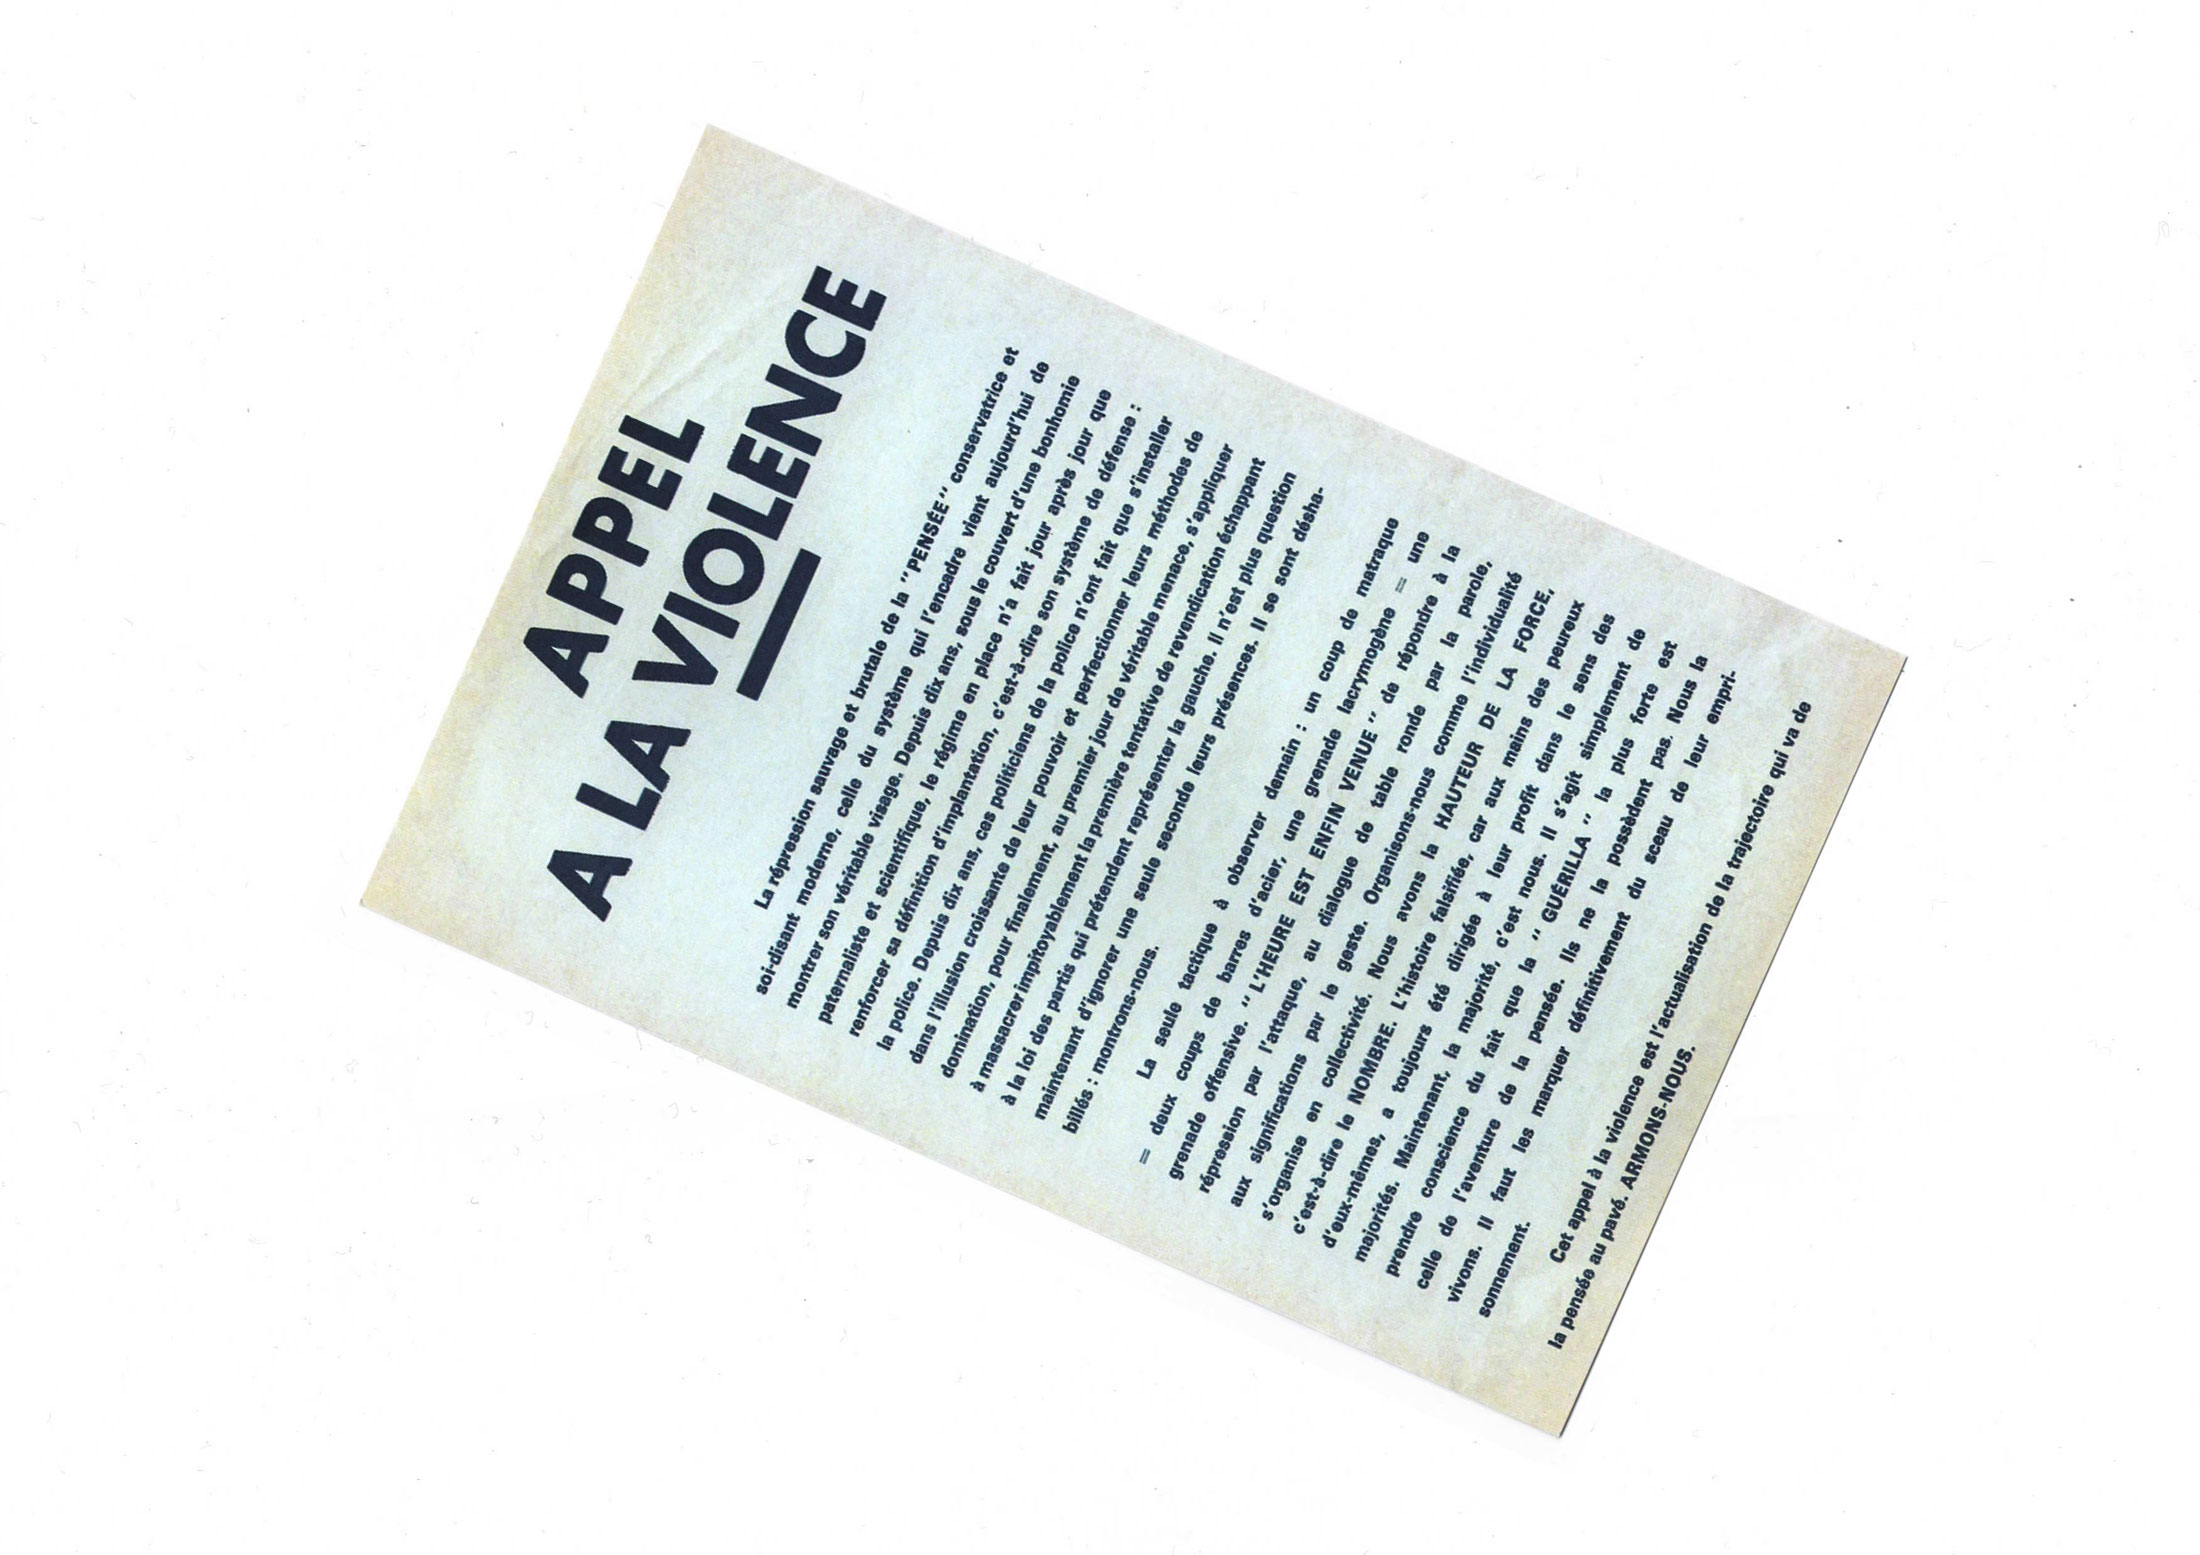 APPEL
A LA VIOLENCE
La répression sauvage et brutale de la "PENSÉE" conservatrice et
soi-disant moderne, celle du système qui l'encadre vient aujourd'hui de
montrer son véritable visage. Depuis dix ans, sous le couvert d'une bonhomie
paternaliste et scientifique, le régime en place n'a fait jour après jour que
renforcer sa définition d'implantation, c'est-à-dire son système de défense :
la police. Depuis dix ans, ces politiciens de la police n'ont fait que s'installer
dans l'illusion croissante de leur pouvoir et perfectionner leurs méthodes de
domination, pour finalement, au premier jour de véritable menace, s'appliquer
à massacrer impitoyablement la première tentative de revendication échappant
à la loi des partis qui prétendent représenter la gauche. Il n'est plus question
maintenant d'ignorer une seule seconde leurs présences. Il se sont désha-
billés : montrons-nous.
La seule tactique à observer demain : un coup de matraque
= deux coups de barres d'acier, une grenade lacrymogène = une
grenade offensive. " L'HEURE EST ENFIN VENUE " de répondre à la
répression par l'attaque, au dialogue de table ronde par la parole,
aux significations par le geste. Organisons-nous comme l'individualité
s'organise en collectivité. Nous avons la HAUTEUR DE LA FORCE,
c'est-à-dire le NOMBRE. L'histoire falsifiée, car aux mains des peureux
d'eux-mêmes, a toujours été dirigée à leur profit dans le sens des
majorités. Maintenant, la majorité, c'est nous. Il s'agit simplement de
prendre conscience du fait que la " GUÉRILLA " la plus forte est
celle de l'aventure de la pensée. Ils ne la possèdent pas. Nous la
vivons. Il faut les marquer définitivement du sceau de leur empri-
sonnement.
Cet appel à la violence est l'actualisation de la trajectoire qui va de
la pensée au pavé. ARMONS-NOUS.